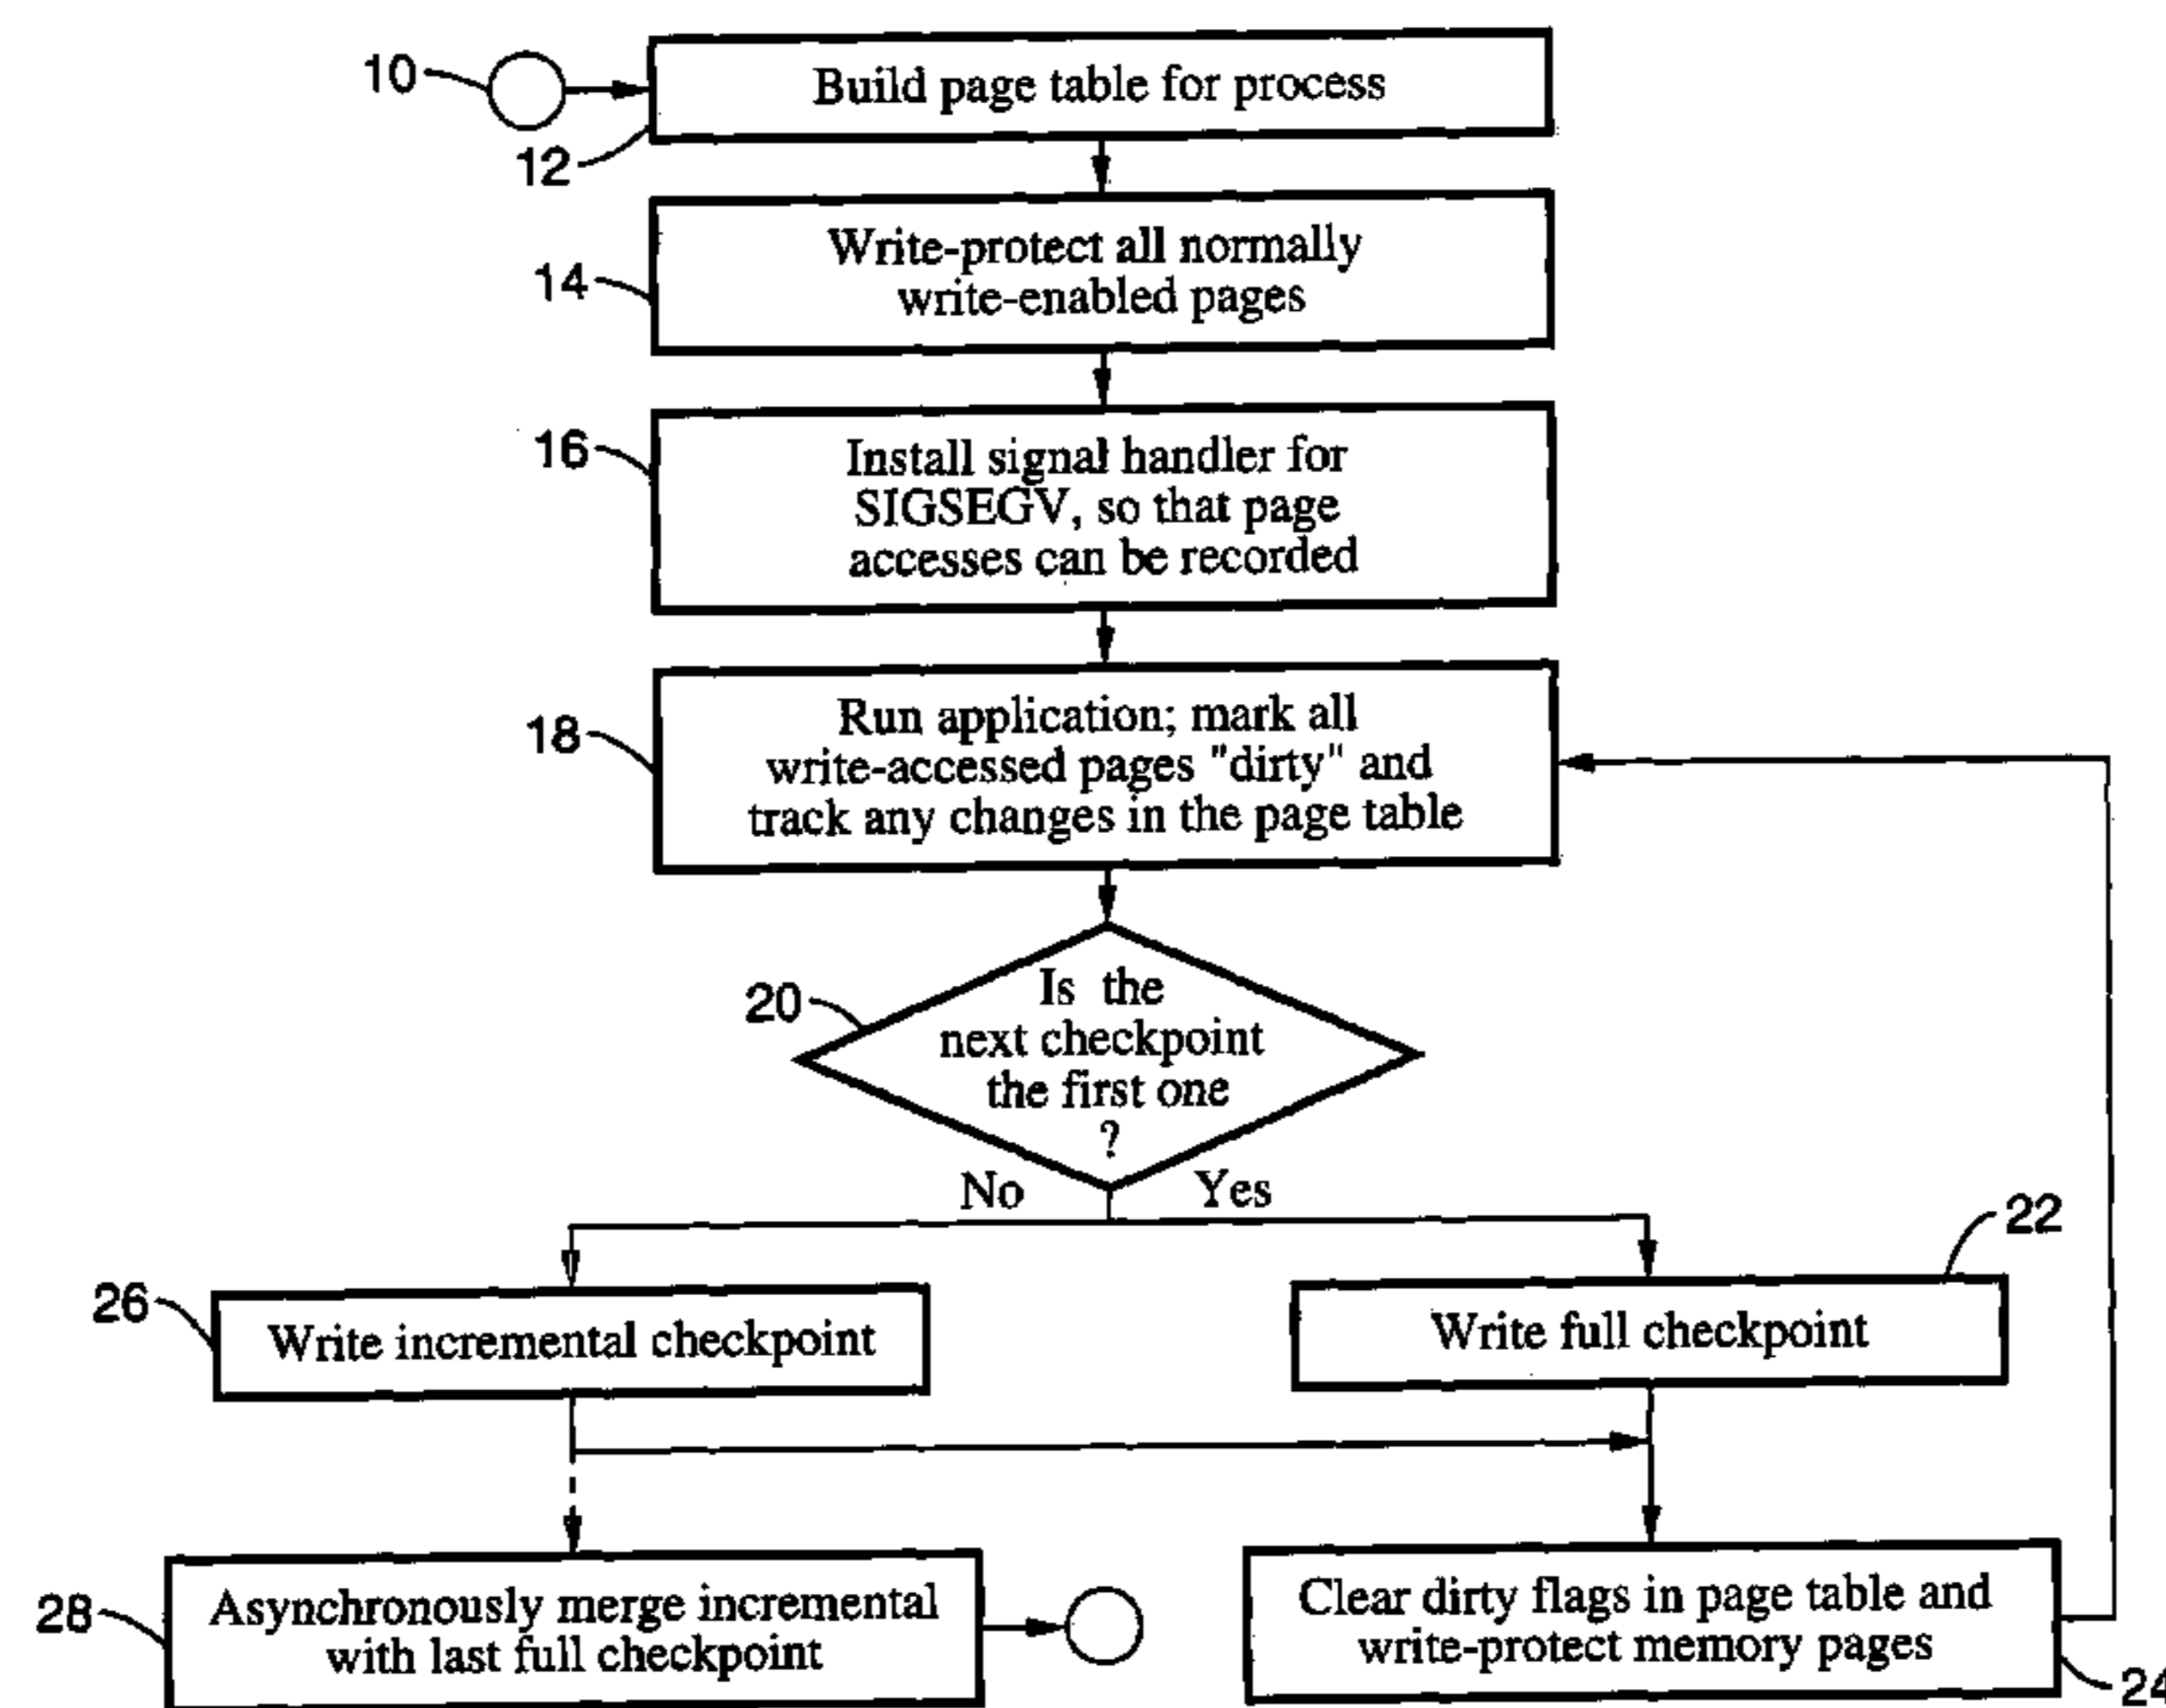 10
Build page table for process
12
Write-protect all normally
write-enabled pages
14
16
Install signal handler for
SIGSEGV, so that page
accesses can be recorded
18
Run application; mark all
write-accessed pages "dirty" and
track any changes in the page table
20
Is the
next checkpoint
the first one
?
No
Yes
22
26
Write incremental checkpoint
Write full checkpoint
28
Asynchronously merge incremental
with last full checkpoint
Clear dirty flags in page table and
write-protect memory pages
24